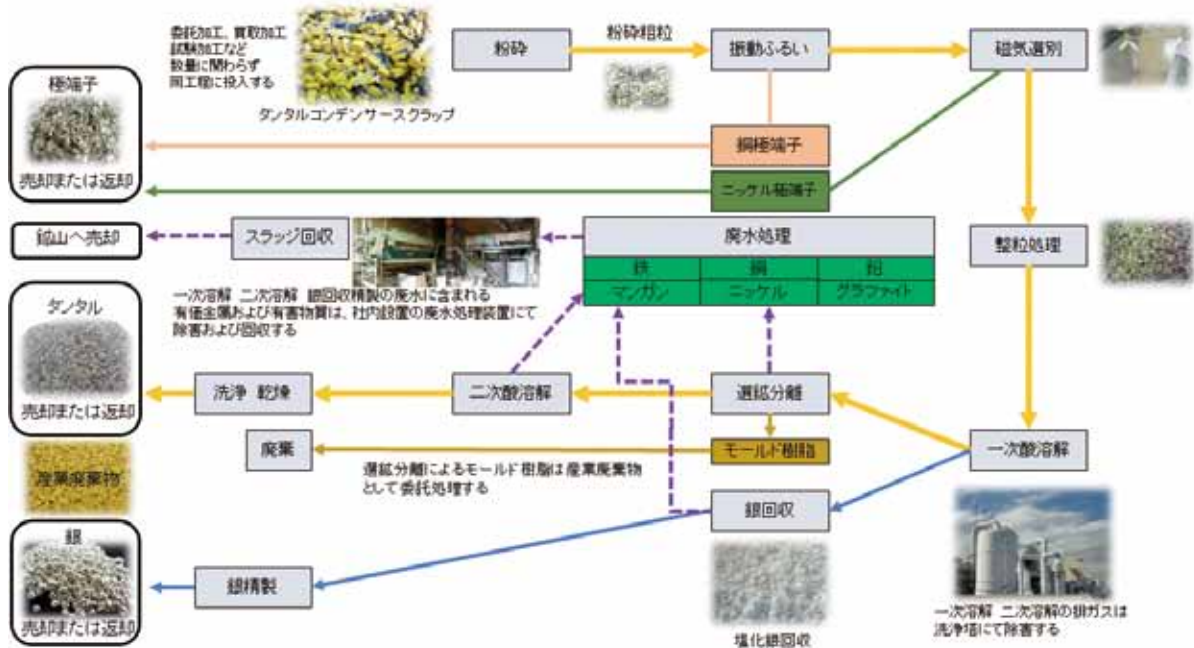 委託加工、買取加工
試験加工など
数量に関わらず
同工程に投入する
タンタルコンデンサースクラップ
粉砕
粉砕粗粒
振動ふるい
磁気選別
極端子
売却または返却
銅極端子
ニッケル極端子
鉱山へ売却
スラッジ回収
廃水処理
鉄
銅
鉛
マンガン
ニッケル
グラファイト
整粒処理
一次溶解 二次溶解 銀回収精製の廃水に含まれる
有価金属および有害物質は、社内設置の廃水処理装置にて
除害および回収する
タンタル
売却または返却
洗浄 乾燥
二次酸溶解
選鉱分離
一次酸溶解
廃棄
モールド樹脂
選鉱分離によるモールド樹脂は産業廃棄物
として委託処理する
産業廃棄物
銀回収
銀
売却または返却
銀精製
塩化銀回収
一次溶解 二次溶解の排ガスは
洗浄塔にて除害する